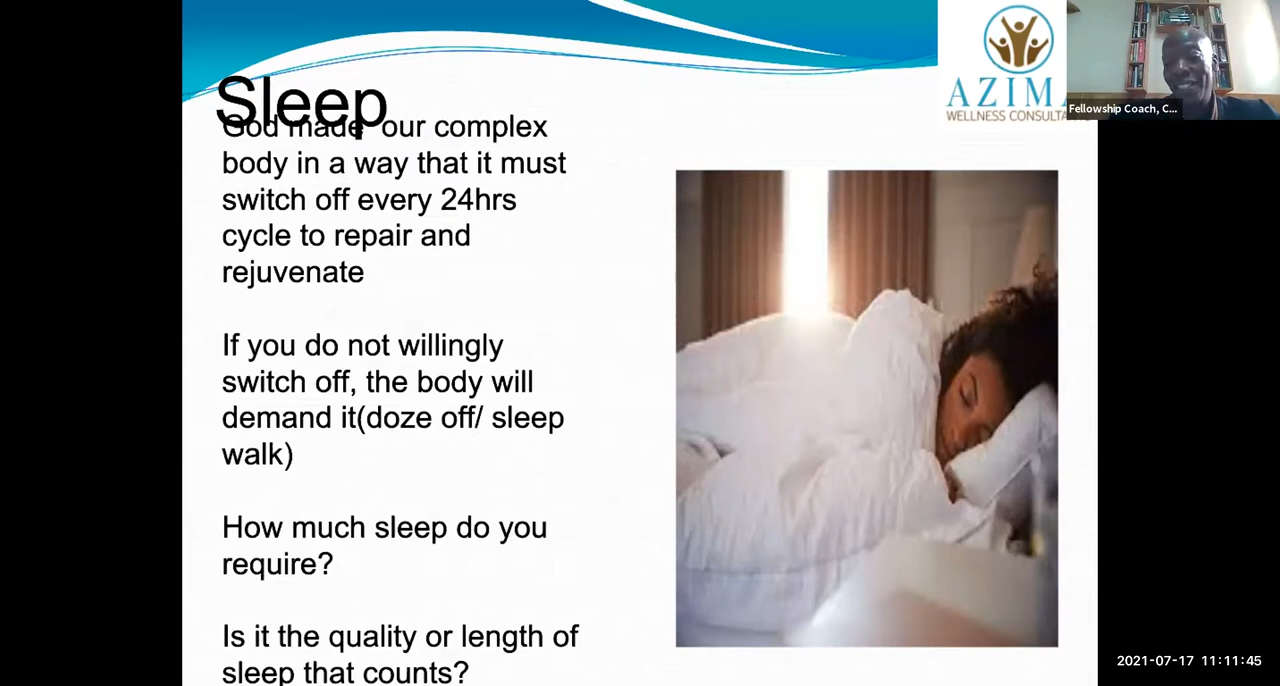 Sleep
God made our complex
body in a way that it must
switch off every 24hrs
cycle to repair and
rejuvenate
If you do not willingly
switch off, the body will
demand it(doze off/ sleep
walk)
How much sleep do you
require?
Is it the quality or length of
sleep that counts?
WELLNESS
Fellowship Coach, C...
2021-07-17 11:11:45